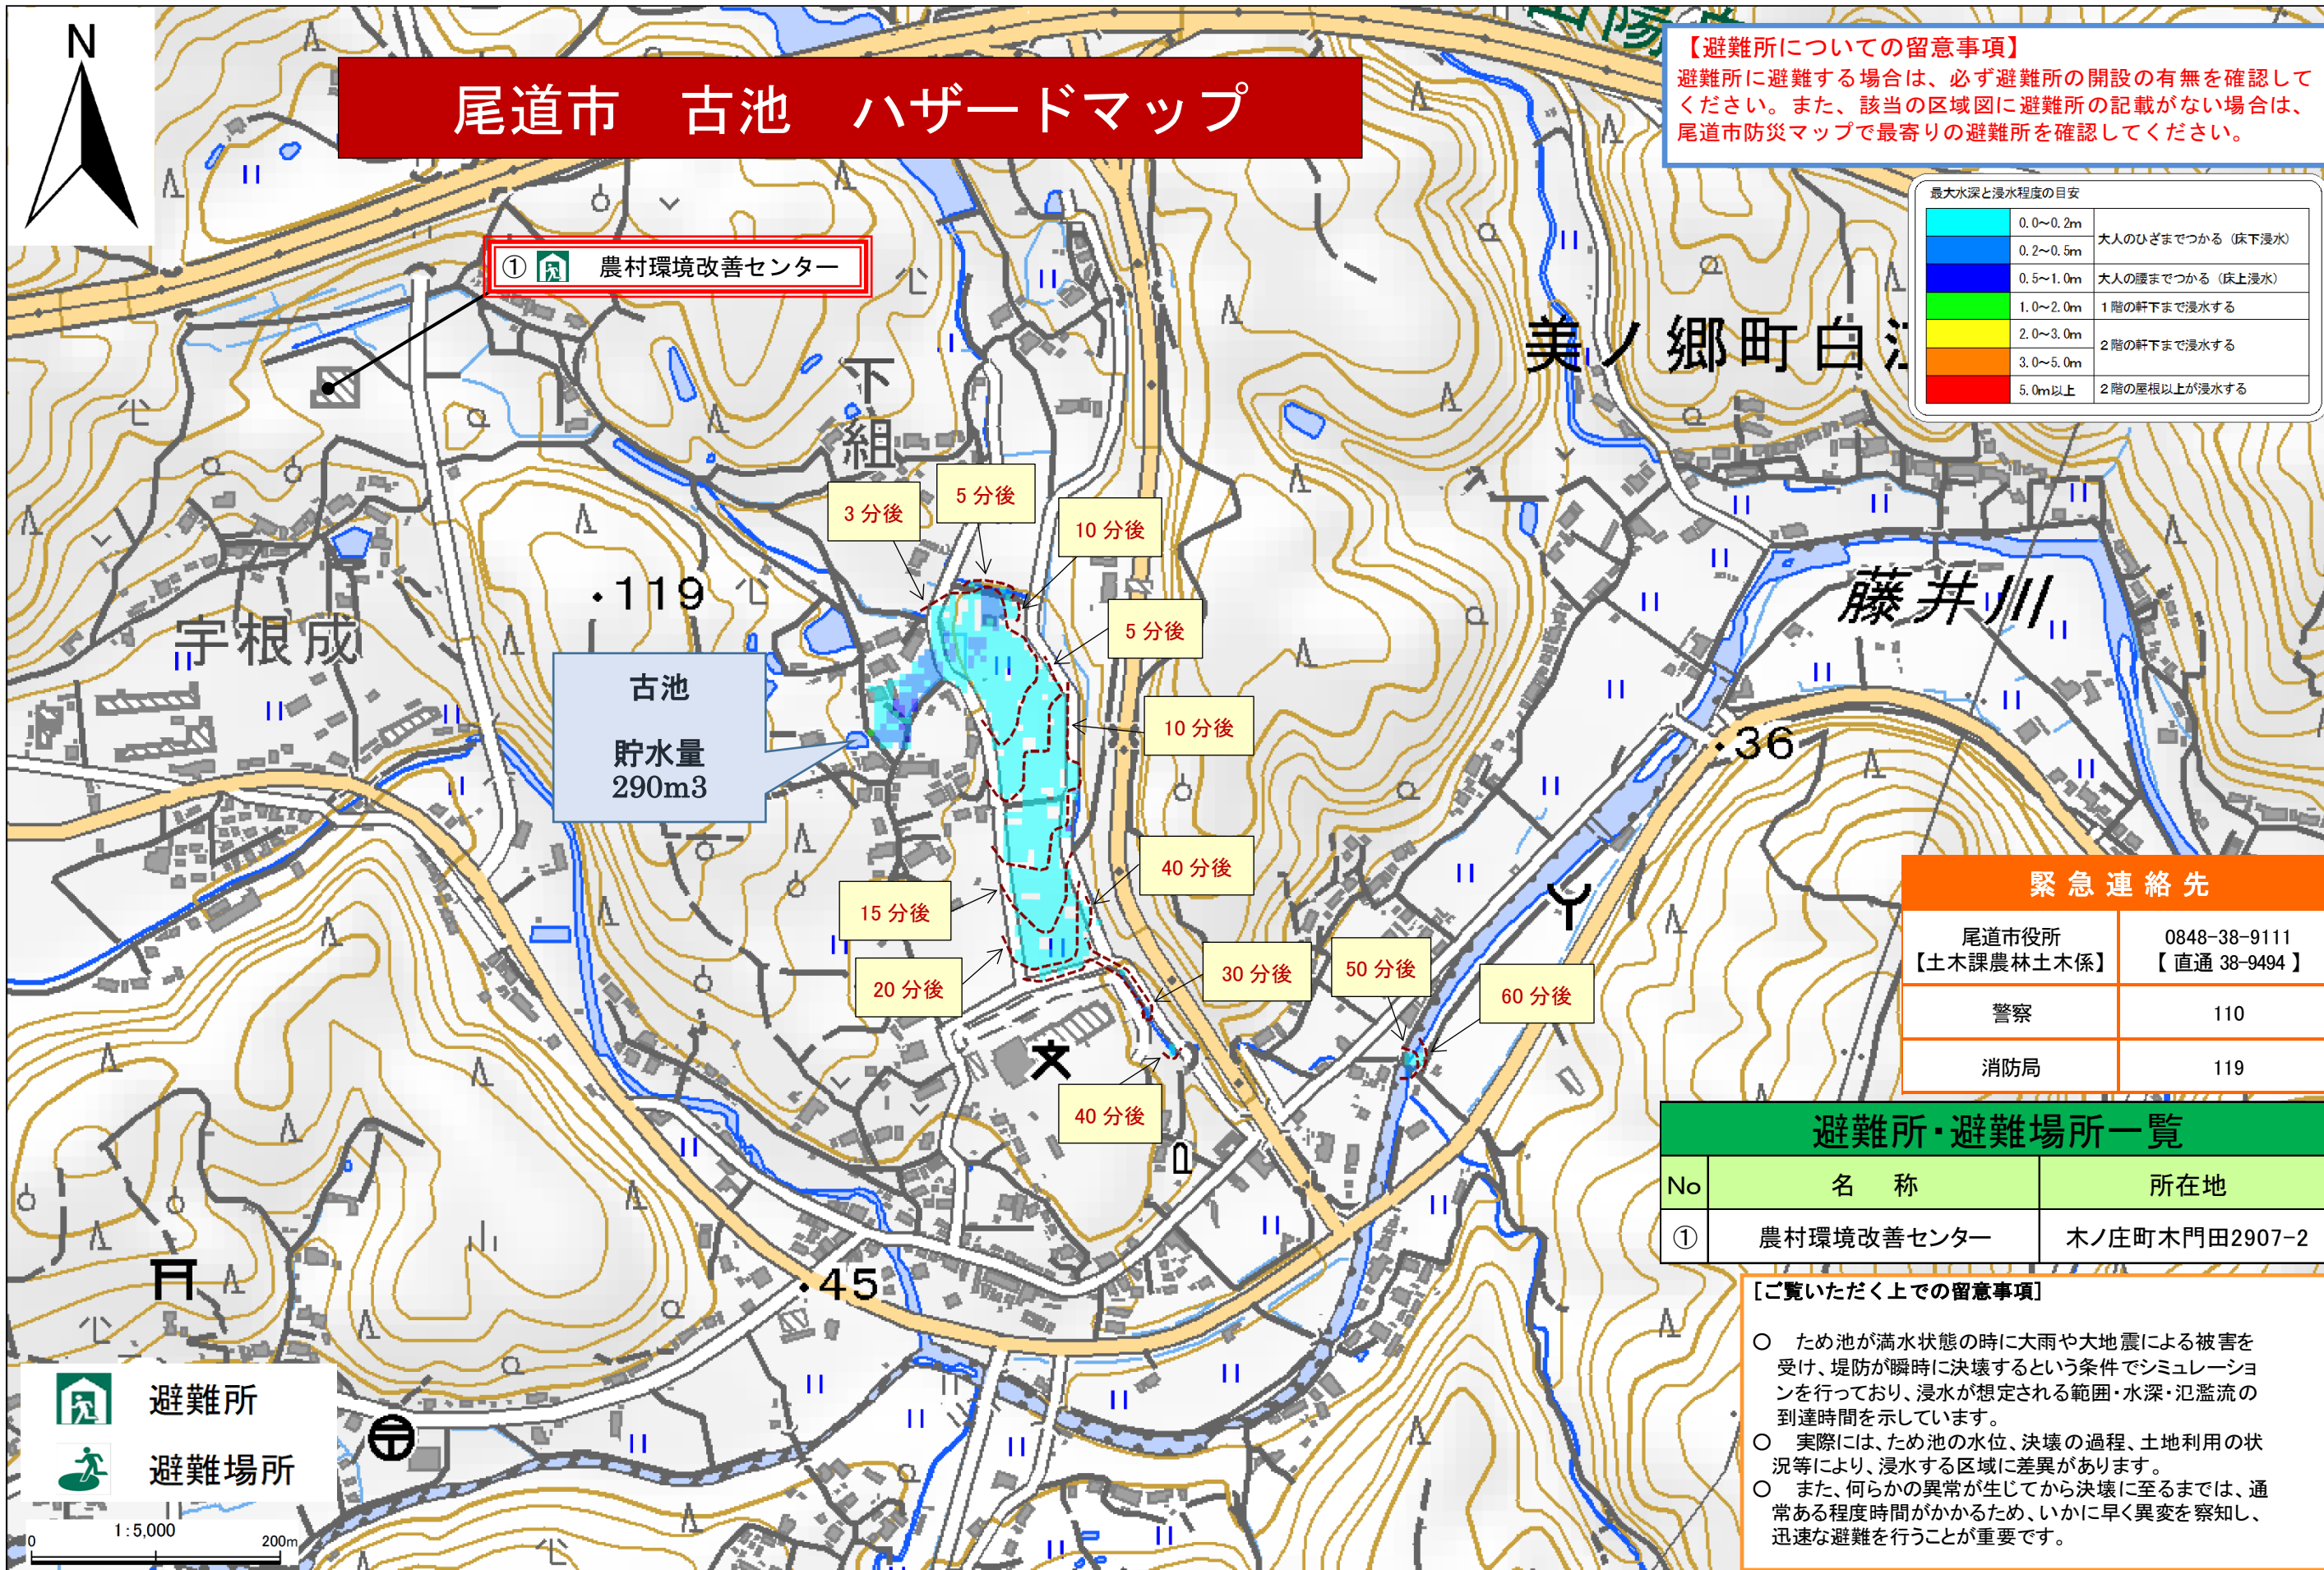 N
尾道市 古池 ハザードマップ
【避難所についての留意事項】
避難所に避難する場合は、必ず避難所の開設の有無を確認して
ください。また、該当の区域図に避難所の記載がない場合は、
尾道市防災マップで最寄りの避難所を確認してください。
最大水深と浸水程度の目安
0.0～0.2m
大人のひざまでつかる（床下浸水）
0.2～0.5m
0.5～1.0m 大人の腰までつかる（床上浸水）
1.0～2.0m 1階の軒下まで浸水する
2.0～3.0m
2階の軒下まで浸水する
3.0～5.0m
5.0m以上 2階の屋根以上が浸水する
① 農村環境改善センター
美ノ郷町白江
下組
3分後
5分後
10分後
5分後
10分後
・119
宇根成
藤井川
古池
貯水量
290m3
・36
40分後
15分後
20分後
30分後
50分後
60分後
40分後
・45
緊急連絡先
尾道市役所
【土木課農林土木係】
0848-38-9111
【直通 38-9494】
警察 110
消防局 119
避難所・避難場所一覧
No 名 称 所在地
① 農村環境改善センター 木ノ庄町木門田2907-2
［ご覧いただく上での留意事項］
○ ため池が満水状態の時に大雨や大地震による被害を
受け、堤防が瞬時に決壊するという条件でシミュレーショ
ンを行っており、浸水が想定される範囲・水深・氾濫流の
到達時間を示しています。
○ 実際には、ため池の水位、決壊の過程、土地利用の状
況等により、浸水する区域に差異があります。
○ また、何らかの異常が生じてから決壊に至るまでは、通
常ある程度時間がかかるため、いかに早く異変を察知し、
迅速な避難を行うことが重要です。
避難所
避難場所
1:5,000
0 200m